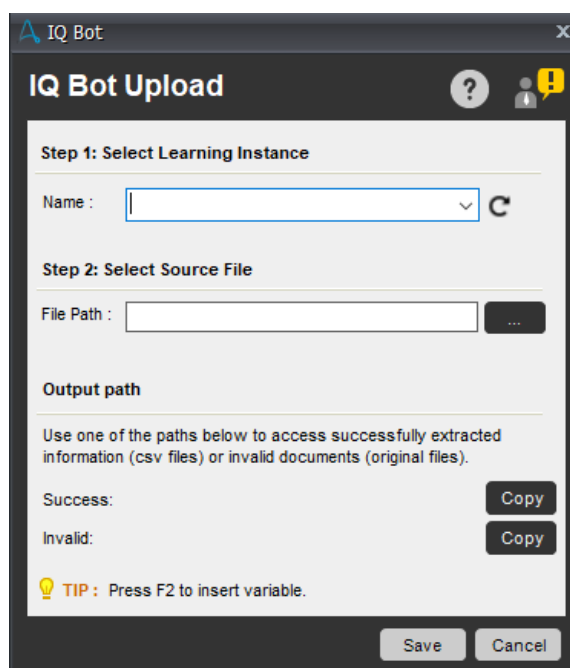 IQ Bot x
IQ Bot Upload ? !
Step 1: Select Learning Instance
Name :
Step 2: Select Source File
File Path : ...
Output path
Use one of the paths below to access successfully extracted
information (csv files) or invalid documents (original files).
Success: Copy
Invalid: Copy
TIP : Press F2 to insert variable.
Save Cancel